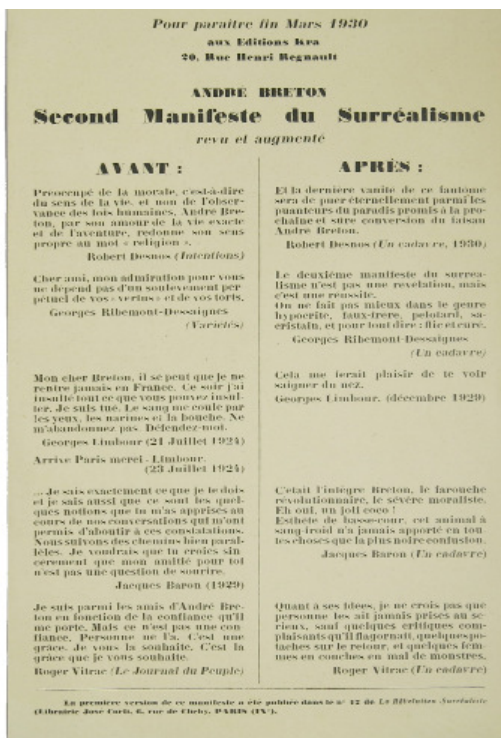 Pour paraître fin Mars 1930
aux Editions Kra
20, Rue Henri Regnault
ANDRÉ BRETON
Second Manifeste du Surréalisme
revu et augmenté
AVANT :
Préoccupé de la morale, c'est-à-dire
du sens de la vie, et non de l'obser-
vance des lois humaines, André Bre-
ton, par son amour de la vie exacte
et de l'aventure, redonne son sens
propre au mot « religion ».
Robert Desnos (Intentions)
Cher ami, mon admiration pour vous
ne dépend pas d'un soulèvement per-
pétuel de vos « vertus » et de vos torts.
Georges Ribemont-Dessaignes
(Variétés)
Mon cher Breton, il se peut que je ne
rentre jamais en France. Ce soir j'ai
insulté tout ce que vous pouvez insul-
ter. Je suis tué. Le sang me coule par
les yeux, les narines et la bouche. Ne
m'abandonnez pas. Défendez-moi.
Georges Limbour (21 Juillet 1924)
Arrive Paris merci - Limbour.
(23 Juillet 1924)
... Je sais exactement ce que je te dois
et je sais aussi que ce sont les quel-
ques notions que tu m'as apprises au
cours de nos conversations qui m'ont
permis d'aboutir à ces constatations.
Nous suivons des chemins bien paral-
lèles. Je voudrais que tu croies sin-
cèrement que mon amitié pour toi
n'est pas une question de sourire.
Jacques Baron (1929)
Je suis parmi les amis d'André Bre-
ton en fonction de la confiance qu'il
me porte. Mais ce n'est pas une con-
fiance. Personne ne l'a. C'est une
grâce. Je vous la souhaite. C'est la
grâce que je vous souhaite.
Roger Vitrac (Le Journal du Peuple)
APRÈS :
Et la dernière vanité de ce fantôme
sera de puer éternellement parmi les
puanteurs du paradis promis à la pro-
chaine et sûre conversion du faisan
André Breton.
Robert Desnos (Un cadavre, 1930)
Le deuxième manifeste du surréa-
lisme n'est pas une révélation, mais
c'est une réussite.
On ne fait pas mieux dans le genre
hypocrite, faux-frère, pelotard, sa-
cristain, et pour tout dire : flic et curé.
Georges Ribemont-Dessaignes
(Un cadavre)
Cela me ferait plaisir de te voir
saigner du nez.
Georges Limbour. (décembre 1929)
C'était l'intègre Breton, le farouche
révolutionnaire, le sévère moraliste.
Eh oui, un joli coco !
Esthète de basse-cour, cet animal à
sang-froid n'a jamais apporté en tou-
tes choses que la plus noire confusion.
Jacques Baron (Un cadavre)
Quant à ses idées, je ne crois pas que
personne les ait jamais prises au sé-
rieux, sauf quelques critiques com-
plaisants qu'il flagornait, quelques po-
taches sur le retour, et quelques fem-
mes en couches en mal de monstres.
Roger Vitrac (Un cadavre)
La première version de ce manifeste a été publiée dans le n° 12 de La Révolution Surréaliste
(Librairie José Corti, 6, rue de Clichy, PARIS (IXe).